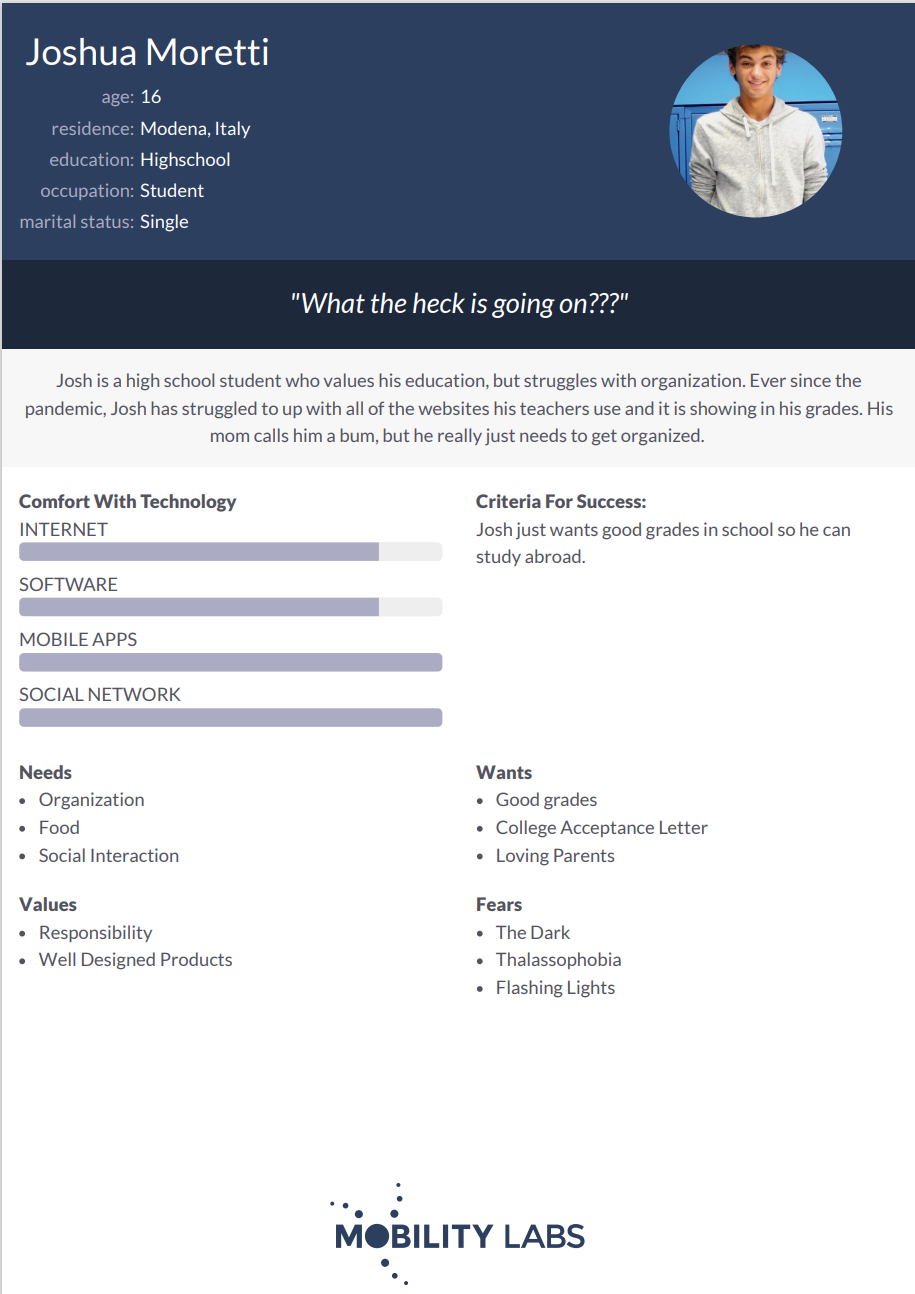 Joshua Moretti
age: 16
residence: Modena, Italy
education: Highschool
occupation: Student
marital status: Single
"What the heck is going on???"
Josh is a high school student who values his education, but struggles with organization. Ever since the
pandemic, Josh has struggled to up with all of the websites his teachers use and it is showing in his grades. His
mom calls him a bum, but he really just needs to get organized.
Comfort With Technology
INTERNET
SOFTWARE
MOBILE APPS
SOCIAL NETWORK
Criteria For Success:
Josh just wants good grades in school so he can
study abroad.
Needs
• Organization
• Food
• Social Interaction
Wants
• Good grades
• College Acceptance Letter
• Loving Parents
Values
• Responsibility
• Well Designed Products
Fears
• The Dark
• Thalassophobia
• Flashing Lights
MOBILITY LABS